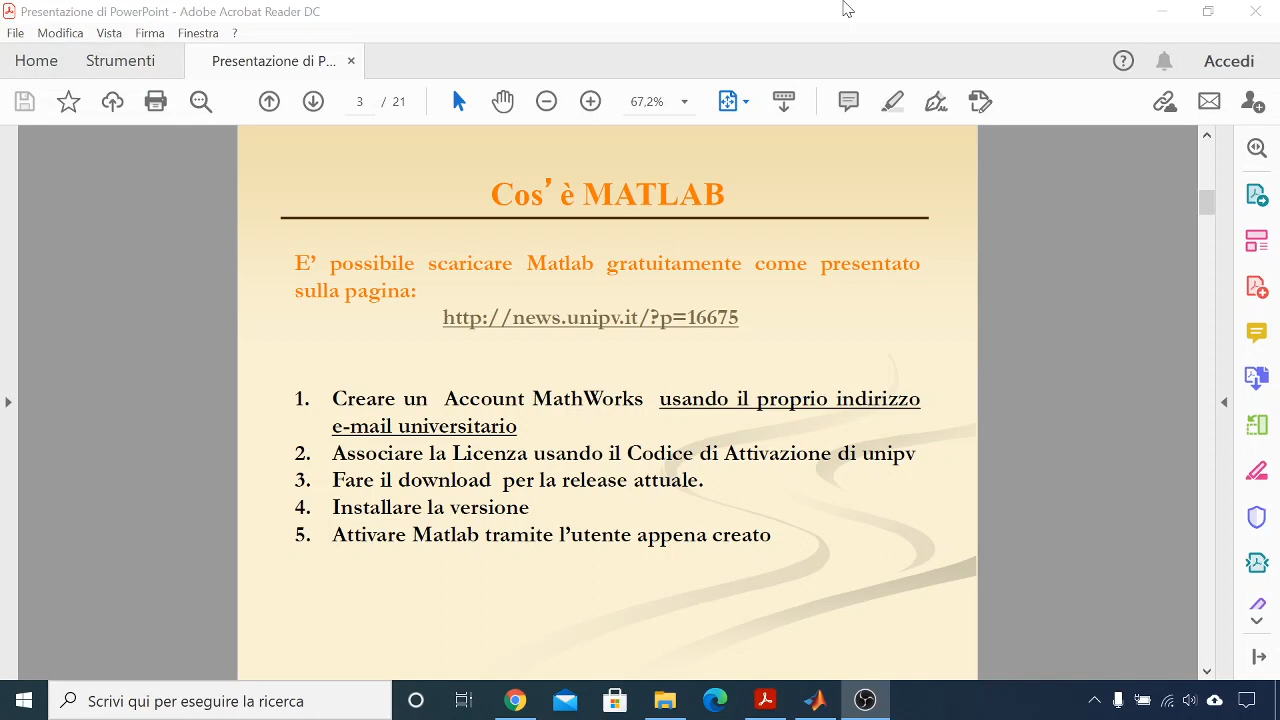 Presentazione di PowerPoint - Adobe Acrobat Reader DC
File Modifica Vista Firma Finestra ?
Home Strumenti Presentazione di P... × Accedi
3 / 21 67,2%
Cos’ è MATLAB
E’ possibile scaricare Matlab gratuitamente come presentato
sulla pagina:
http://news.unipv.it/?p=16675
1. Creare un Account MathWorks usando il proprio indirizzo
e-mail universitario
2. Associare la Licenza usando il Codice di Attivazione di unipv
3. Fare il download per la release attuale.
4. Installare la versione
5. Attivare Matlab tramite l’utente appena creato
Scrivi qui per eseguire la ricerca